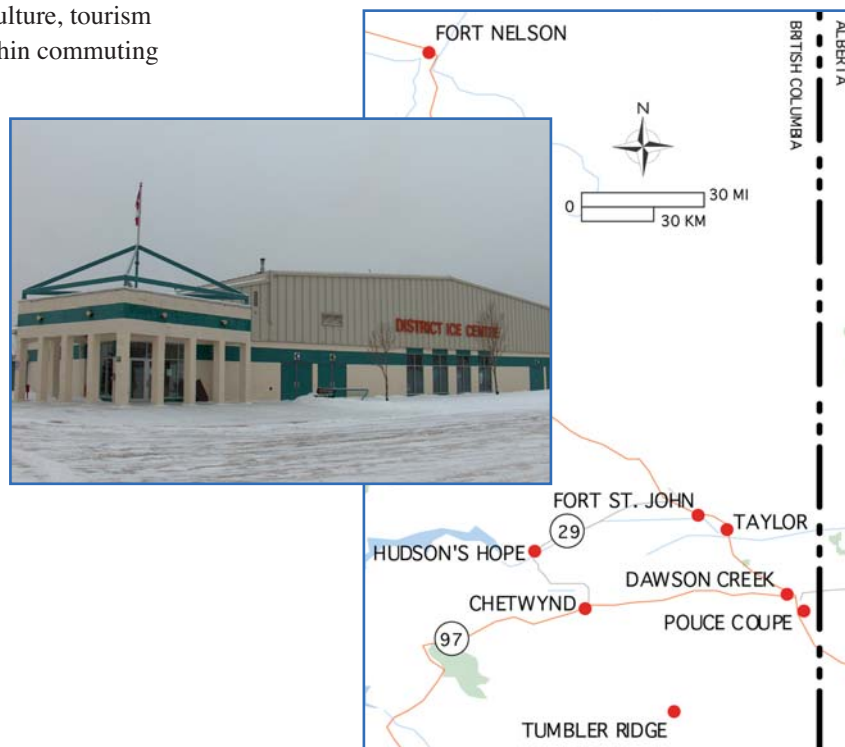 ulture, tourism
hin commuting
DISTRICT ICE CENTRE
FORT NELSON
BRITISH COLUMBIA
ALBERTA
N
0
30 MI
30 KM
FORT ST. JOHN
29
TAYLOR
HUDSON'S HOPE
DAWSON CREEK
CHETWYND
POUCE COUPE
97
TUMBLER RIDGE